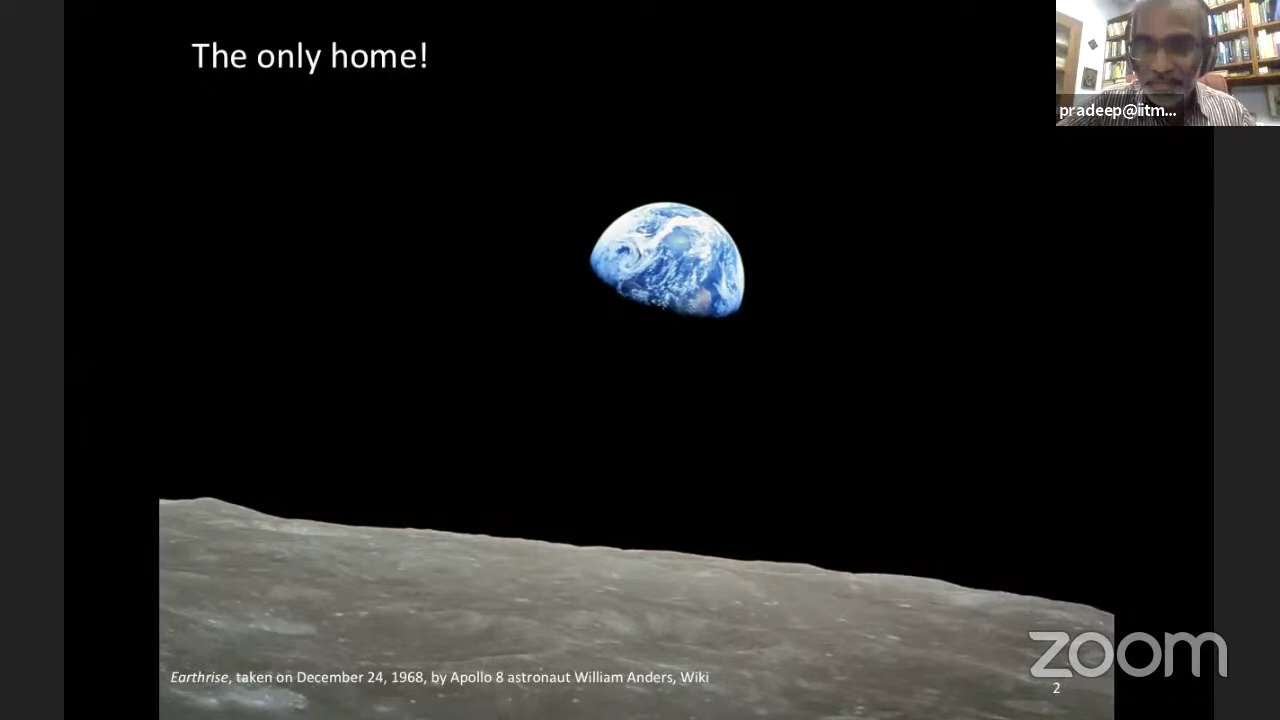 The only home!
pradeep@iitm...
Earthrise, taken on December 24, 1968, by Apollo 8 astronaut William Anders, Wiki
zoom
2